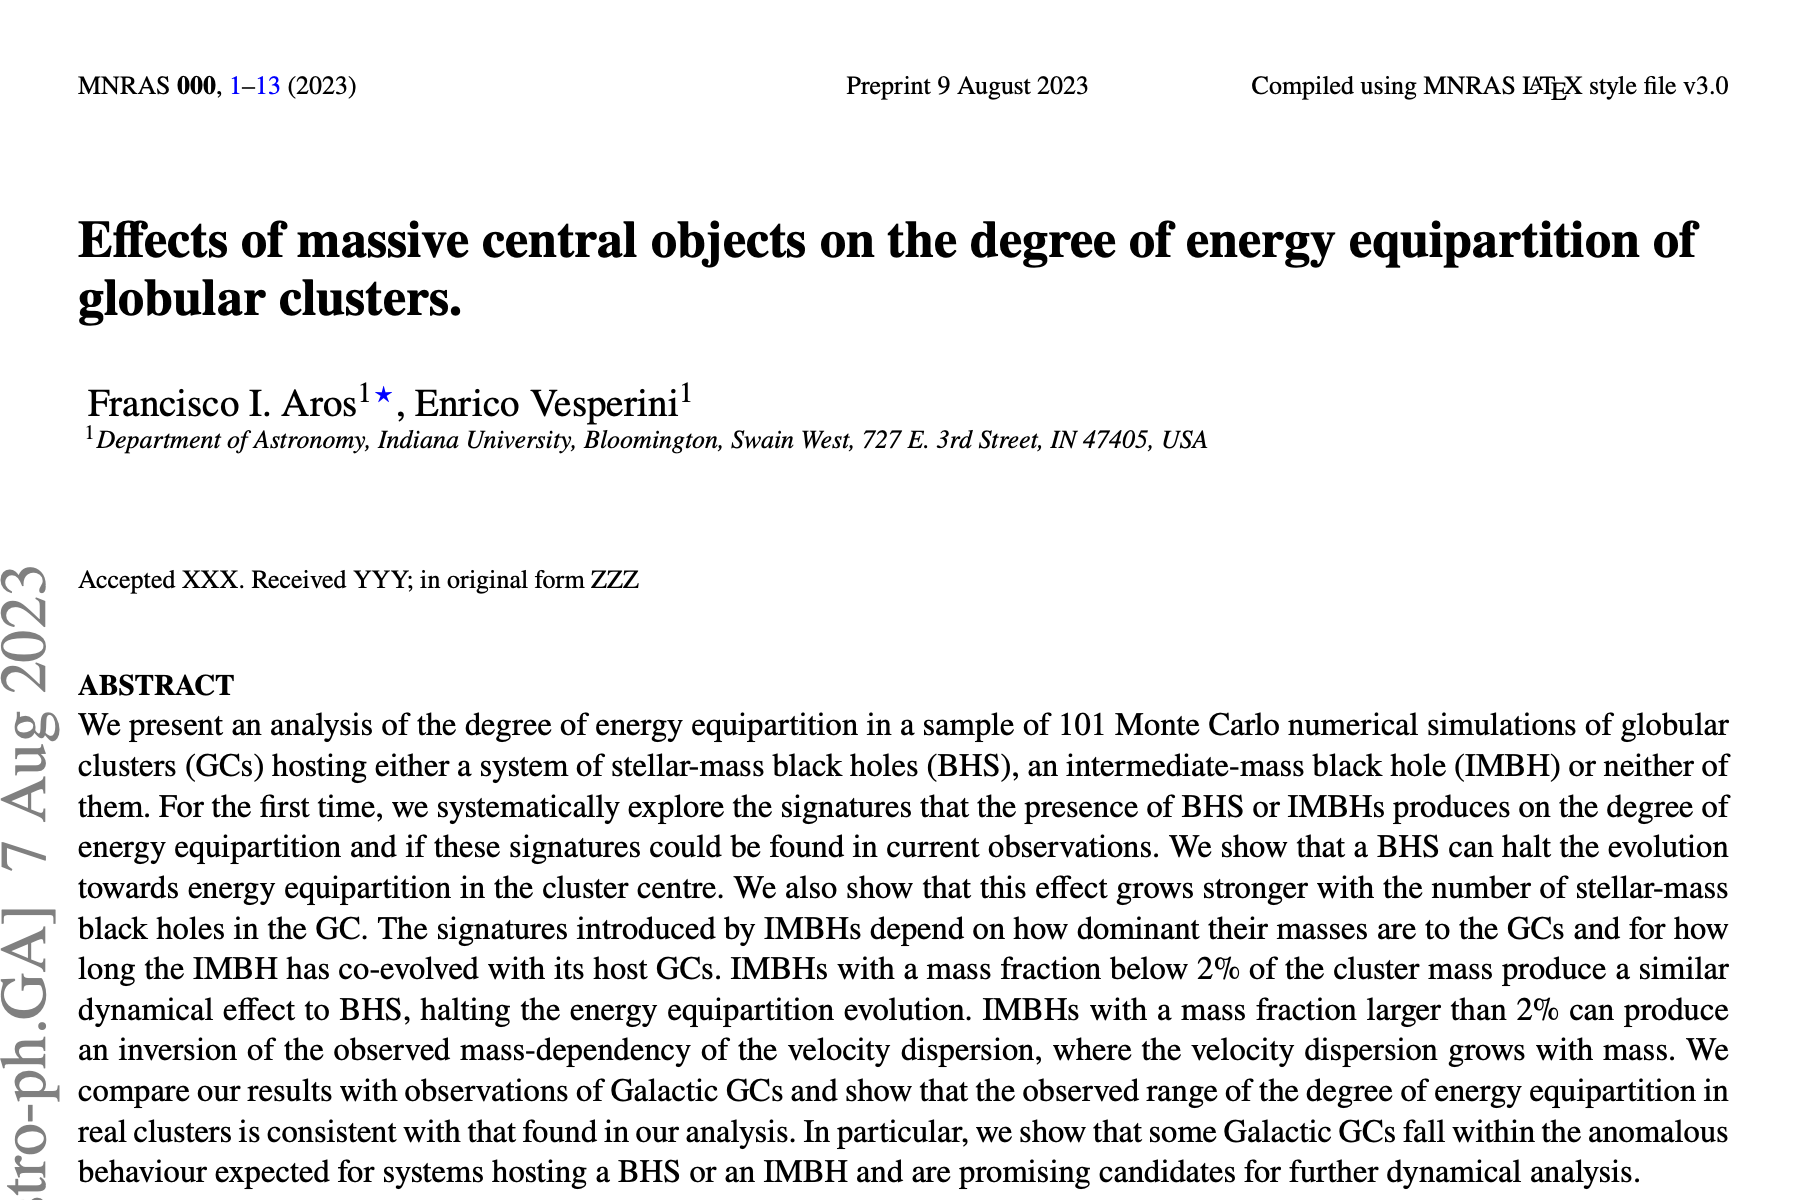 MNRAS 000, 1–13 (2023) Preprint 9 August 2023 Compiled using MNRAS LATEX style file v3.0
Effects of massive central objects on the degree of energy equipartition of
globular clusters.
Francisco I. Aros1★, Enrico Vesperini1
1Department of Astronomy, Indiana University, Bloomington, Swain West, 727 E. 3rd Street, IN 47405, USA
Accepted XXX. Received YYY; in original form ZZZ
ABSTRACT
We present an analysis of the degree of energy equipartition in a sample of 101 Monte Carlo numerical simulations of globular
clusters (GCs) hosting either a system of stellar-mass black holes (BHS), an intermediate-mass black hole (IMBH) or neither of
them. For the first time, we systematically explore the signatures that the presence of BHS or IMBHs produces on the degree of
energy equipartition and if these signatures could be found in current observations. We show that a BHS can halt the evolution
towards energy equipartition in the cluster centre. We also show that this effect grows stronger with the number of stellar-mass
black holes in the GC. The signatures introduced by IMBHs depend on how dominant their masses are to the GCs and for how
long the IMBH has co-evolved with its host GCs. IMBHs with a mass fraction below 2% of the cluster mass produce a similar
dynamical effect to BHS, halting the energy equipartition evolution. IMBHs with a mass fraction larger than 2% can produce
an inversion of the observed mass-dependency of the velocity dispersion, where the velocity dispersion grows with mass. We
compare our results with observations of Galactic GCs and show that the observed range of the degree of energy equipartition in
real clusters is consistent with that found in our analysis. In particular, we show that some Galactic GCs fall within the anomalous
behaviour expected for systems hosting a BHS or an IMBH and are promising candidates for further dynamical analysis.
tro-ph.GA] 7 Aug 2023